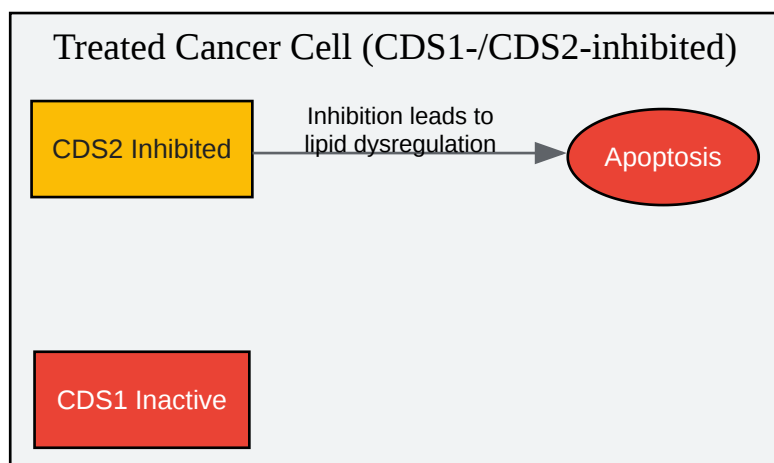 Treated Cancer Cell (CDS1-/CDS2-inhibited)
CDS2 Inhibited
Inhibition leads to
lipid dysregulation
Apoptosis
CDS1 Inactive